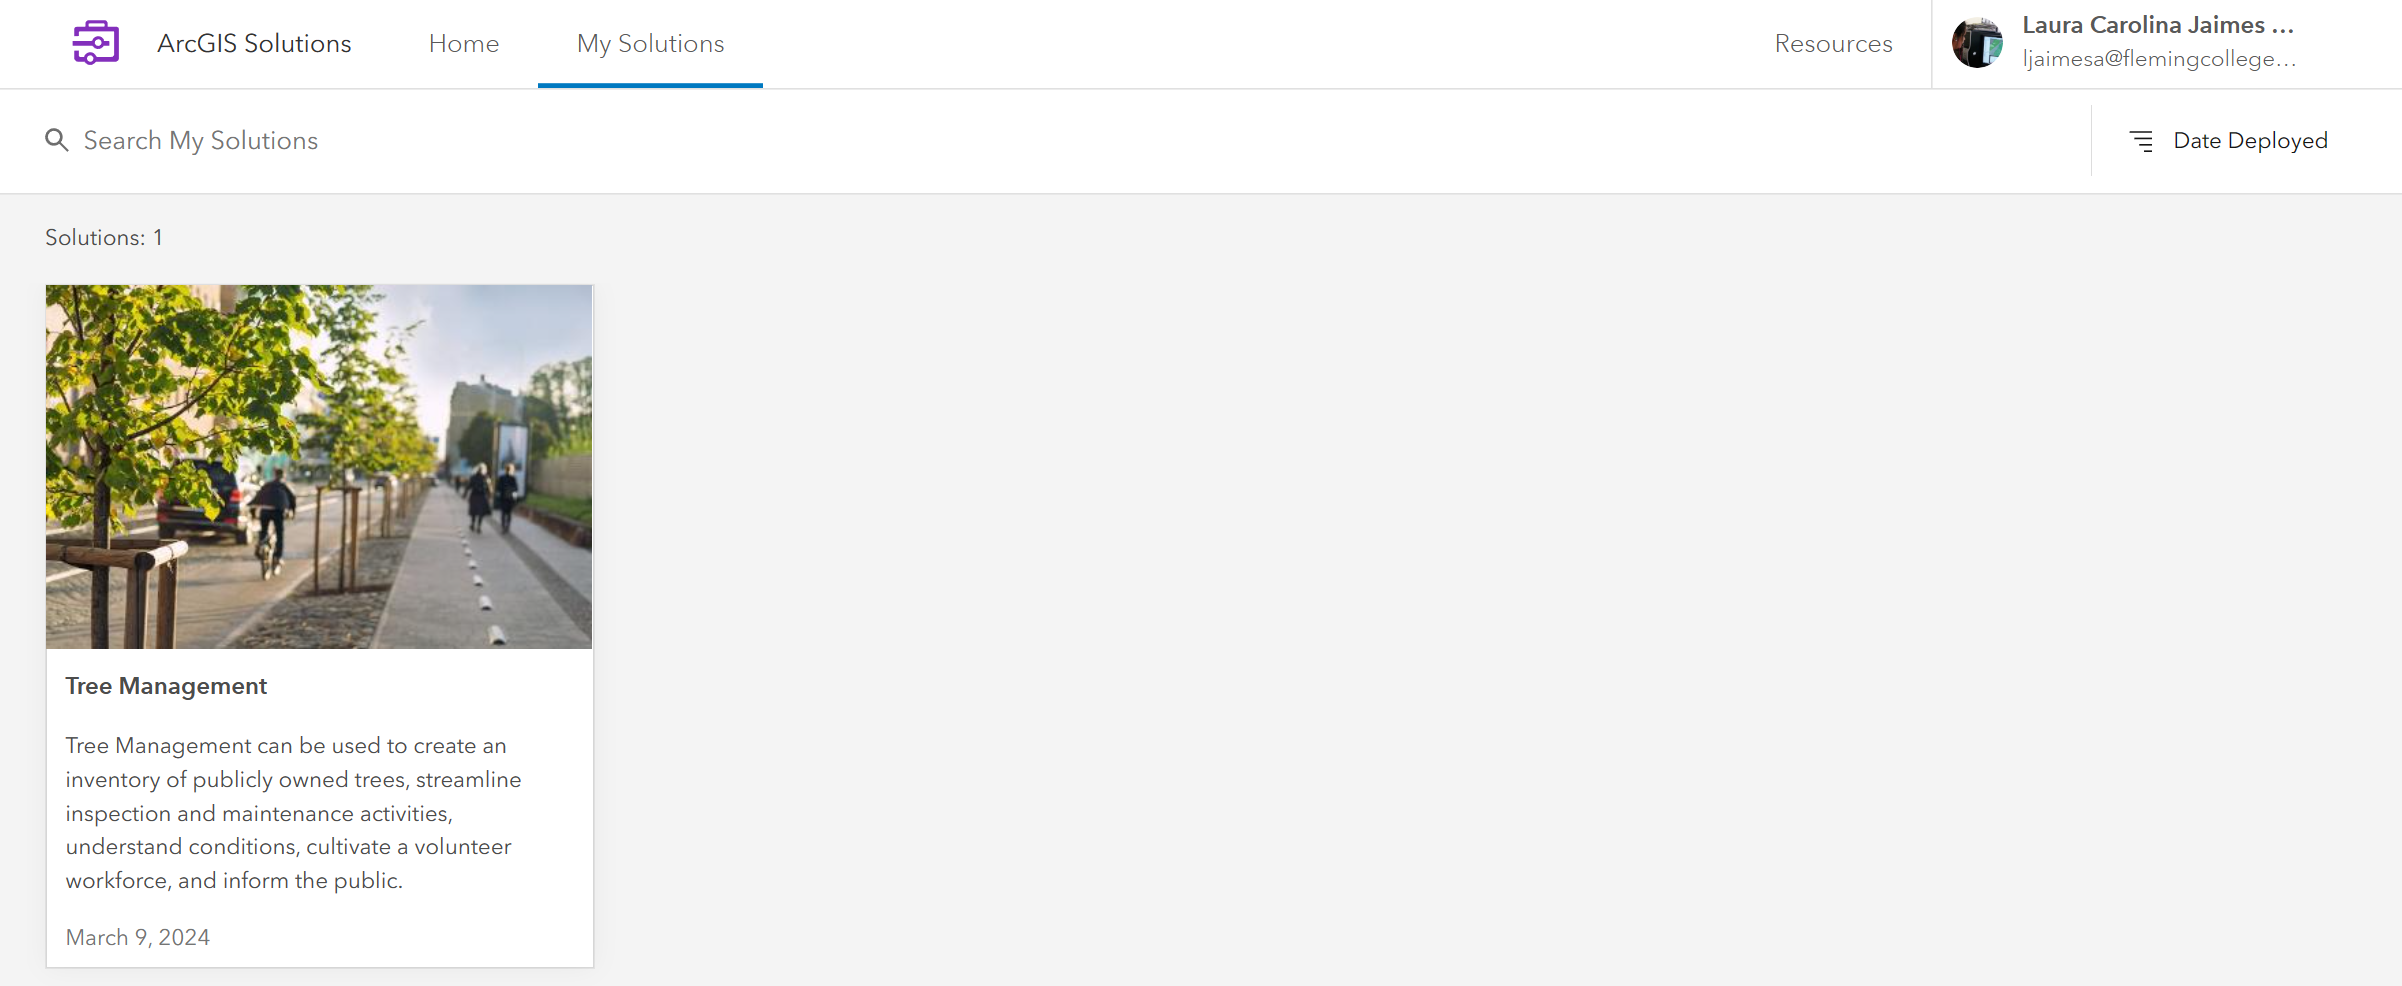 ArcGIS Solutions
Home
My Solutions
Resources
Laura Carolina Jaimes ...
ljaimesa@flemingcollege...
Search My Solutions
Date Deployed
Solutions: 1
Tree Management
Tree Management can be used to create an
inventory of publicly owned trees, streamline
inspection and maintenance activities,
understand conditions, cultivate a volunteer
workforce, and inform the public.
March 9, 2024